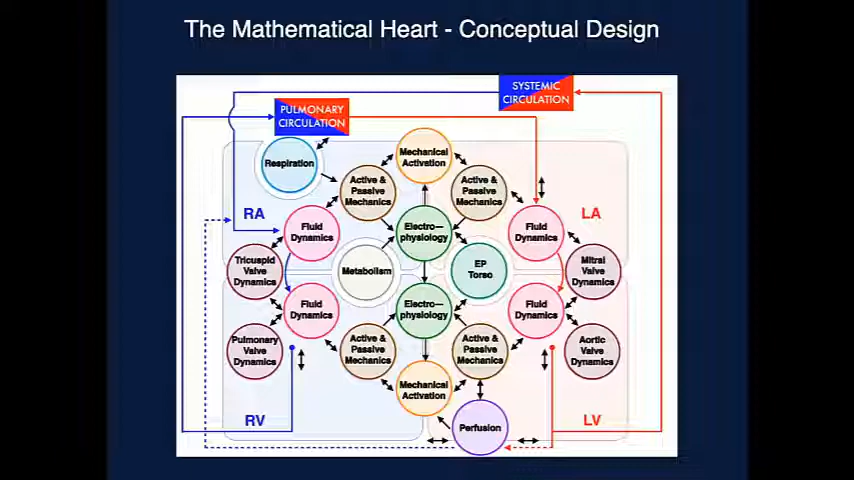 The Mathematical Heart - Conceptual Design
SYSTEMIC
CIRCULATION
PULMONARY
CIRCULATION
Mechanical
Activation
Respiration
Active &
Passive
Mechanics
Active &
Passive
Mechanics
RA
LA
Fluid
Dynamics
Electro—
physiology
Fluid
Dynamics
Tricuspid
Valve
Dynamics
Metabolism
EP
Torso
Mitral
Valve
Dynamics
Fluid
Dynamics
Electro—
physiology
Fluid
Dynamics
Pulmonary
Valve
Dynamics
Active &
Passive
Mechanics
Active &
Passive
Mechanics
Aortic
Valve
Dynamics
Mechanical
Activation
RV
Perfusion
LV